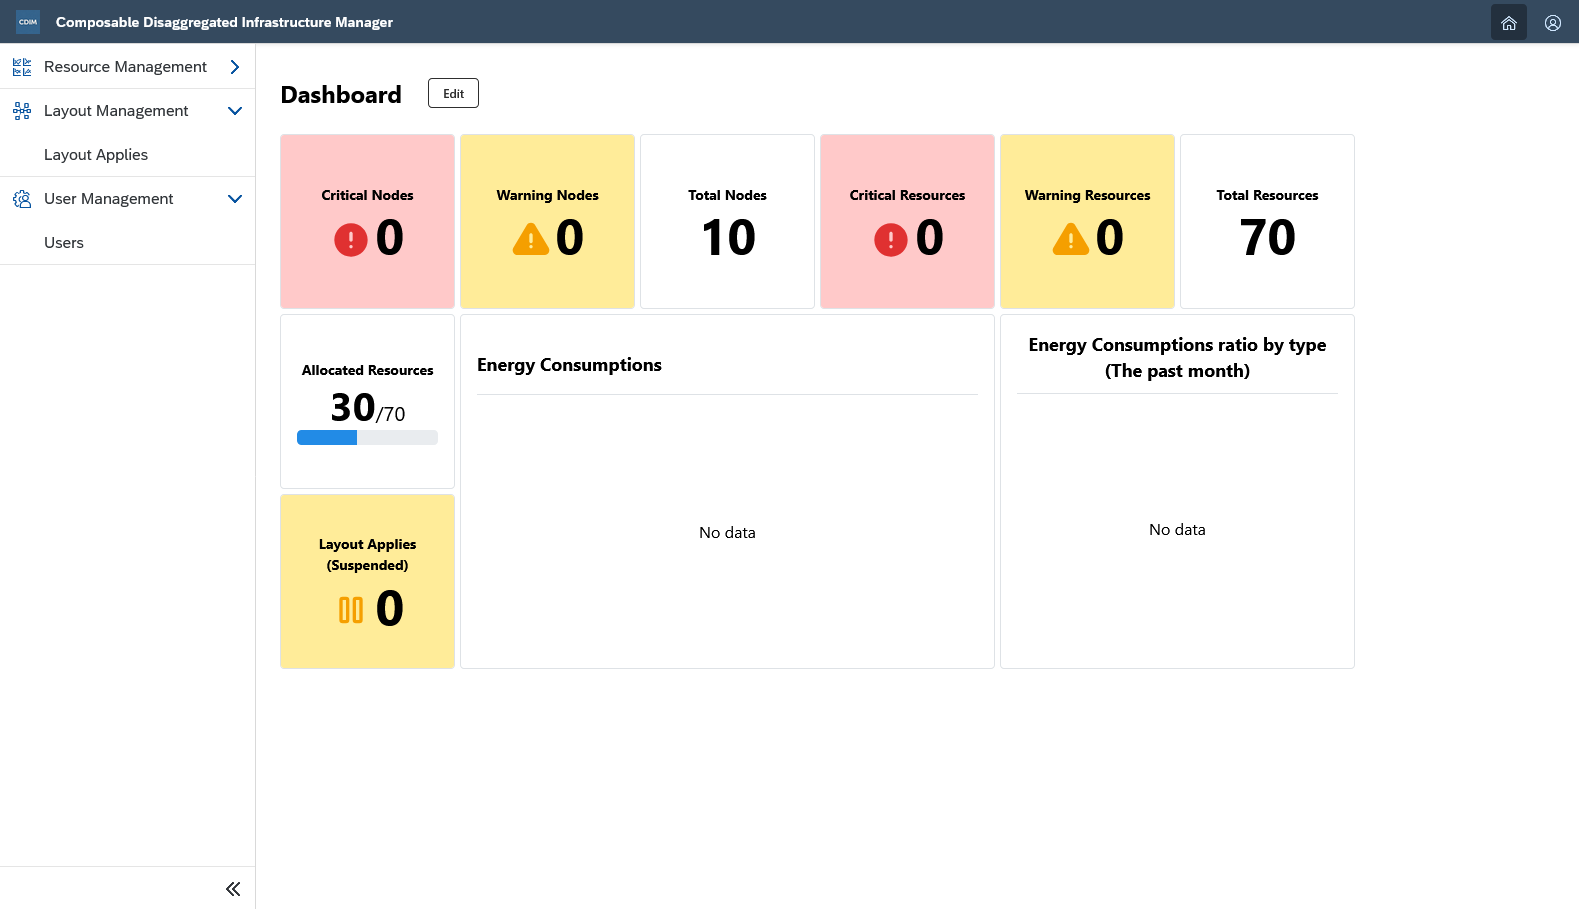 CDIM
Composable Disaggregated Infrastructure Manager
Resource Management
Layout Management
Layout Applies
User Management
Users
Dashboard
Edit
Critical Nodes
0
Warning Nodes
0
Total Nodes
10
Critical Resources
0
Warning Resources
0
Total Resources
70
Allocated Resources
30/70
Energy Consumptions
No data
Energy Consumptions ratio by type
(The past month)
No data
Layout Applies
(Suspended)
0